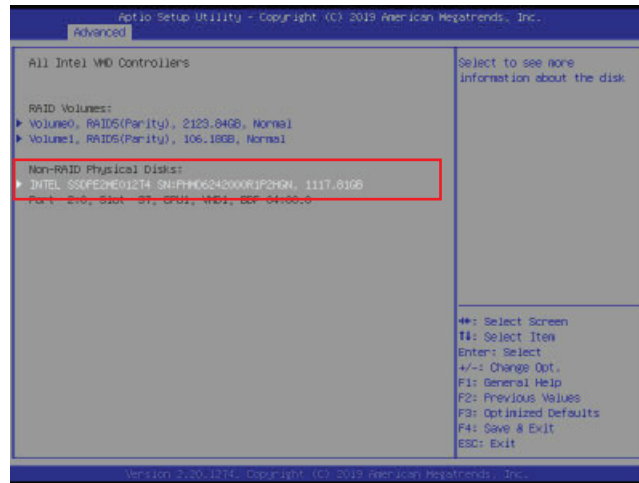 Aptio Setup Utility - Copyright (C) 2019 American Megatrends, Inc.
Advanced
All Intel VMD Controllers
RAID Volumes:
Volume0, RAID5(Parity), 2123.84GB, Normal
Volume1, RAID5(Parity), 106.18GB, Normal
Non-RAID Physical Disks:
INTEL SSDPE2ME012T4 SN:PHMD6242000R1P2HGN, 1117.81GB
Port 2:0, Slot 37, CPU1, VMD1, BDF 04:00.0
Select to see more
information about the disk
→←: Select Screen
↑↓: Select Item
Enter: Select
+/-: Change Opt.
F1: General Help
F2: Previous Values
F3: Optimized Defaults
F4: Save & Exit
ESC: Exit
Version 2.20.1274. Copyright (C) 2019 American Megatrends, Inc.